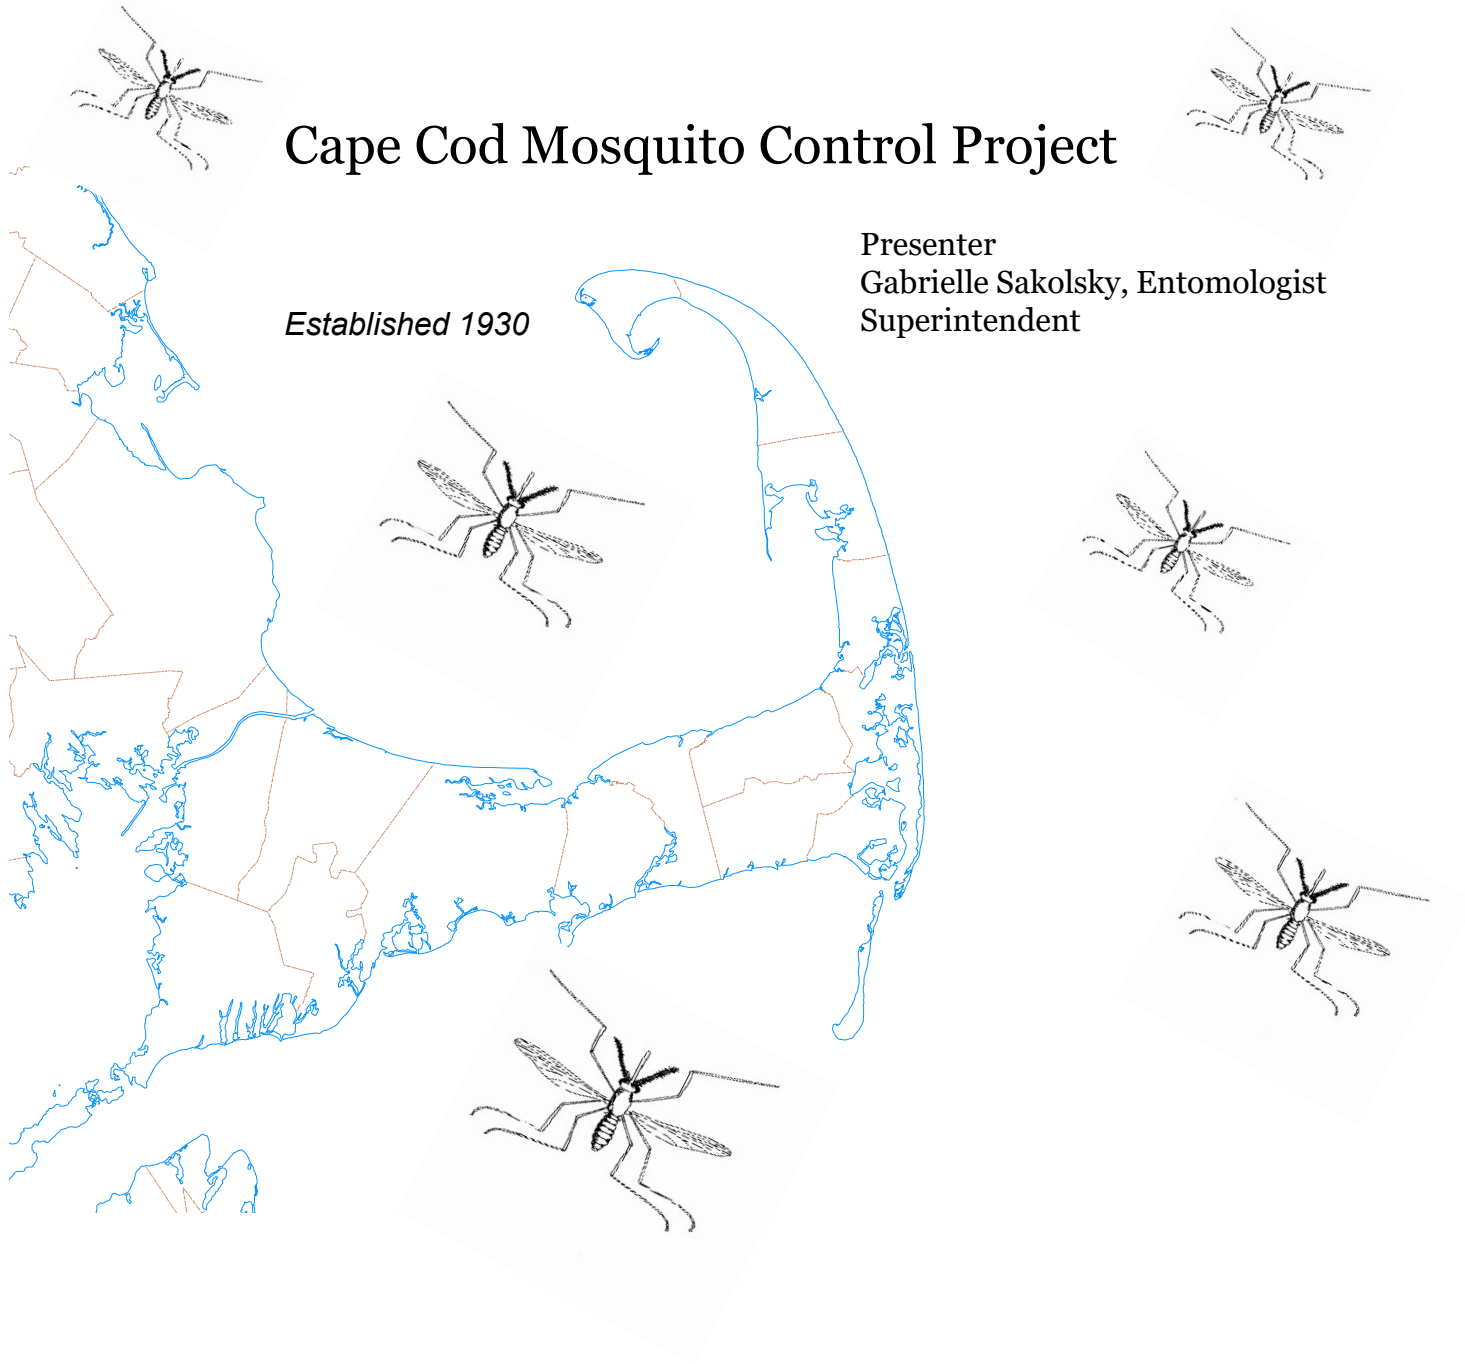 Cape Cod Mosquito Control Project
Presenter
Gabrielle Sakolsky, Entomologist
Superintendent
Established 1930